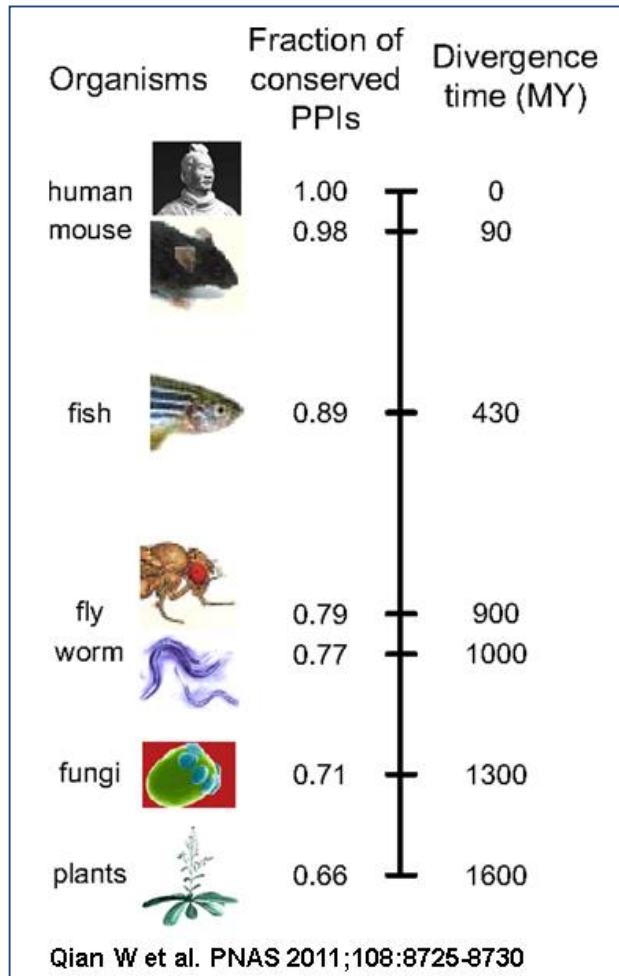 Organisms Fraction of conserved PPIs Divergence time (MY)
human 1.00 0
mouse 0.98 90
fish 0.89 430
fly 0.79 900
worm 0.77 1000
fungi 0.71 1300
plants 0.66 1600
Qian W et al. PNAS 2011;108:8725-8730